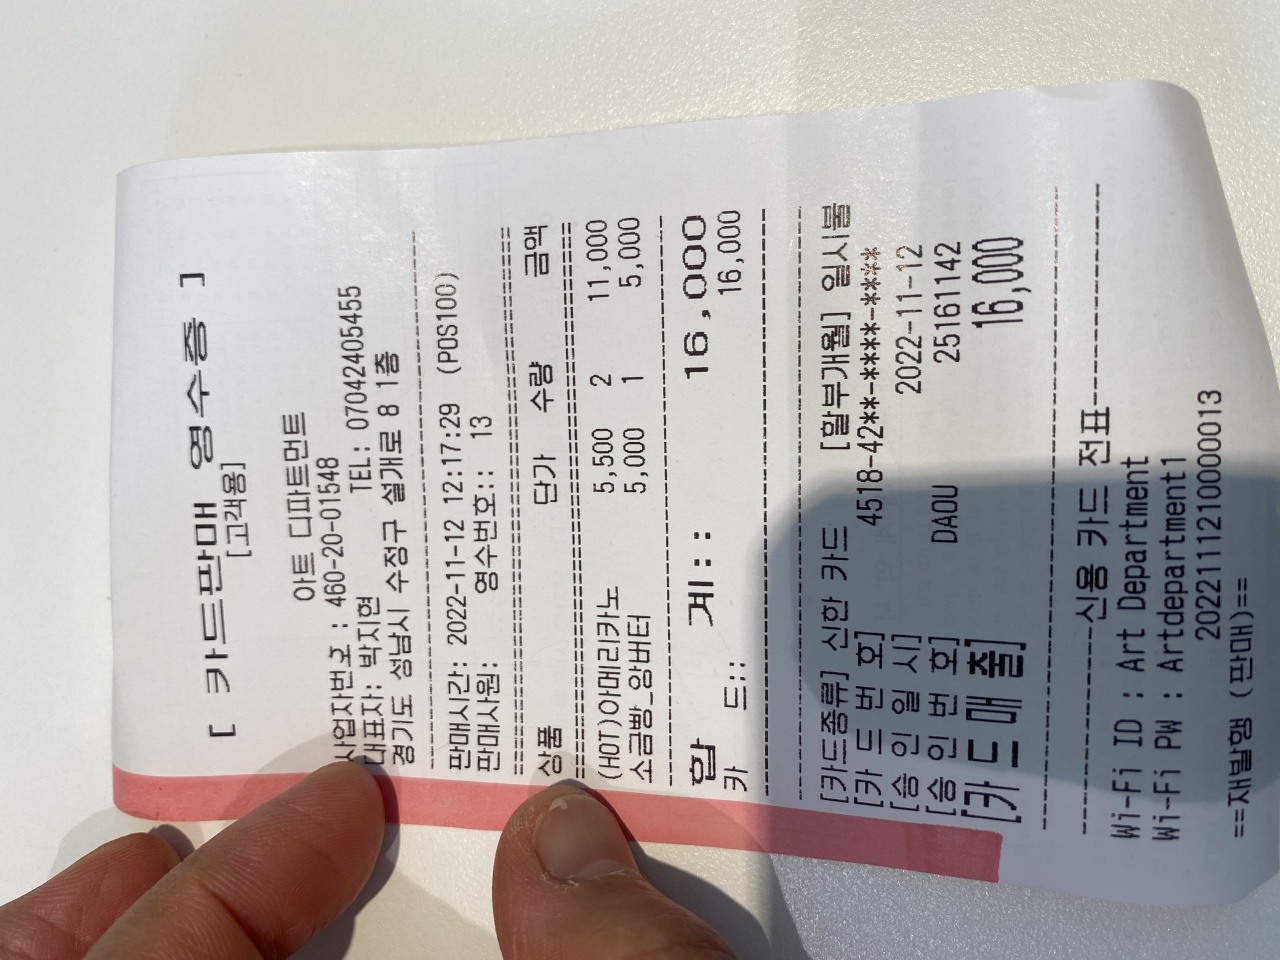 [ 카드판매 영수증 ]
[고객용]
아트 디파트먼트
사업자번호 : 460-20-01548
대표자: 박지현 TEL: 07042405455
경기도 성남시 수정구 설개로 8 1층
판매시간: 2022-11-12 12:17:29 (POS100)
판매사원: 영수번호:: 13
상품 단가 수량 금액
(HOT)아메리카노 5,500 2 11,000
소금빵_앙버터 5,000 1 5,000
합 계:: 16,000
카 드:: 16,000
[카드종류] 신한 카드 [할부개월] 일시불
[카 드 번 호] 4518-42**-****-****
[승 인 일 시] 2022-11-12
[승 인 번 호] DAOU 25161142
[카 드 매 출] 16,000
신용 카드 전표
Wi-Fi ID : Art Department
Wi-Fi PW : Artdepartment1
2022111210000013
==재발행 (판매)==